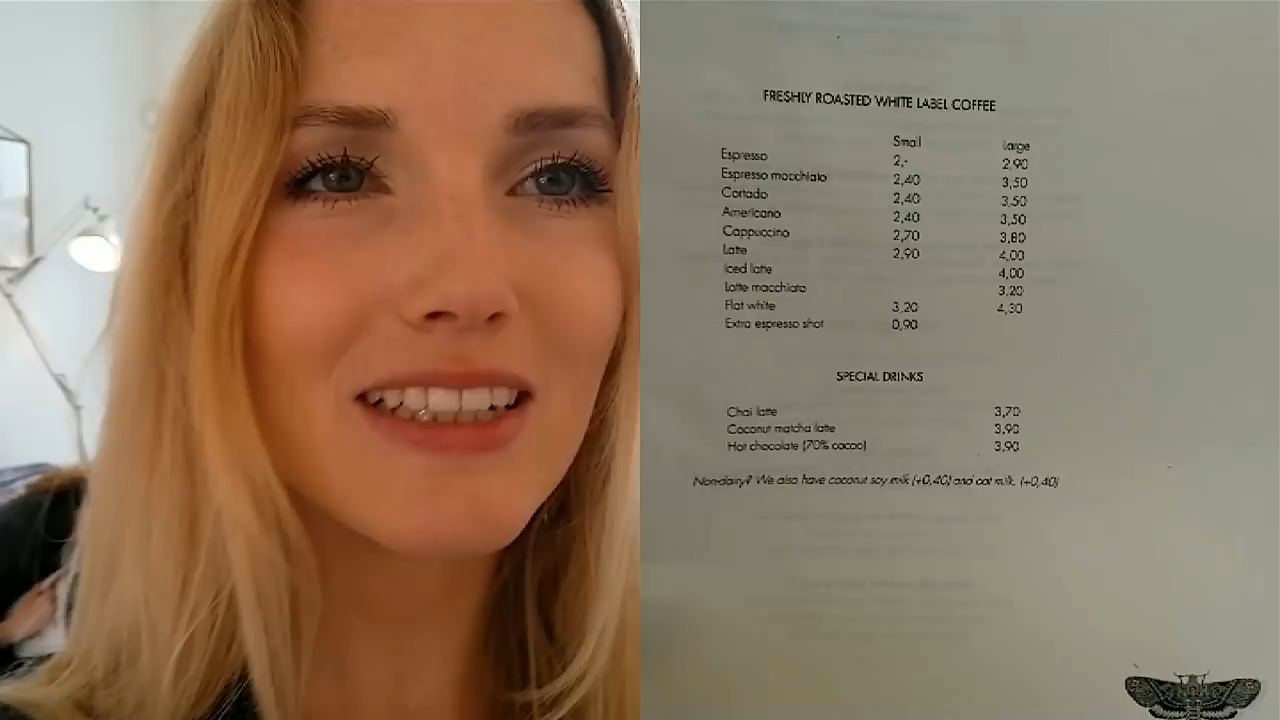 FRESHLY ROASTED WHITE LABEL COFFEE
Small Large
Espresso 2,- 2,90
Espresso macchiato 2,40 3,50
Cortado 2,40 3,50
Americano 2,40 3,50
Cappuccino 2,70 3,80
Latte 2,90 4,00
Iced latte 4,00
Latte macchiato 3,20
Flat white 3,20 4,30
Extra espresso shot 0,90
SPECIAL DRINKS
Chai latte 3,70
Coconut matcha latte 3,90
Hot chocolate (70% cacao) 3,90
Non-dairy? We also have coconut soy milk (+0,40) and oat milk. (+0,40)